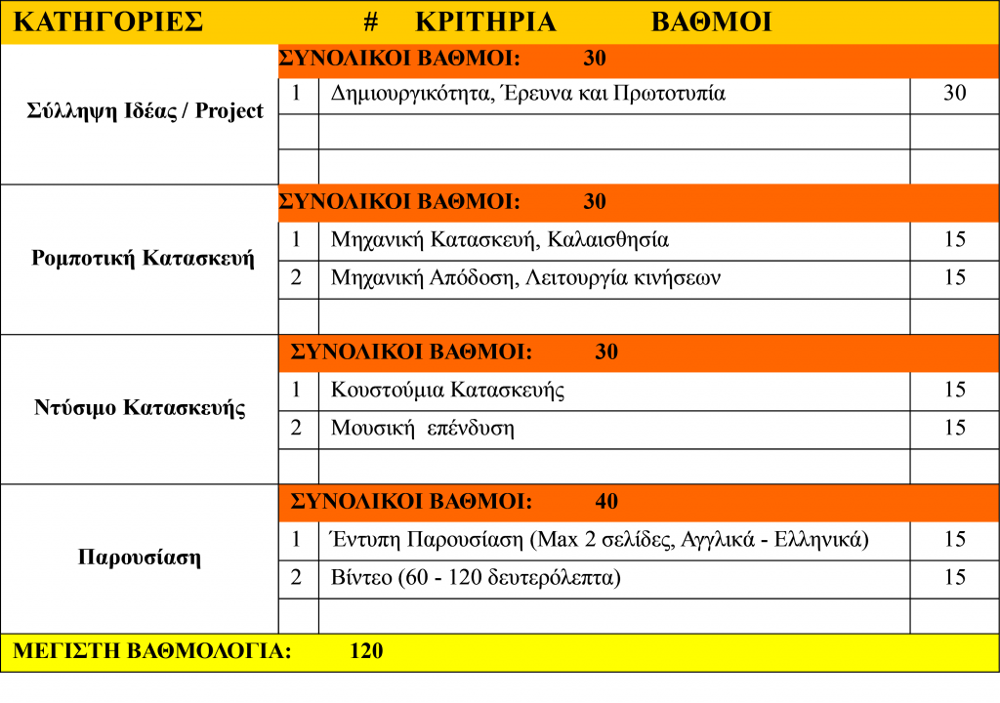 ΚΑΤΗΓΟΡΙΕΣ # ΚΡΙΤΗΡΙΑ ΒΑΘΜΟΙ
ΣΥΝΟΛΙΚΟΙ ΒΑΘΜΟΙ: 30
Σύλληψη Ιδέας / Project
1 Δημιουργικότητα, Έρευνα και Πρωτοτυπία 30
ΣΥΝΟΛΙΚΟΙ ΒΑΘΜΟΙ: 30
Ρομποτική Κατασκευή
1 Μηχανική Κατασκευή, Καλαισθησία 15
2 Μηχανική Απόδοση, Λειτουργία κινήσεων 15
ΣΥΝΟΛΙΚΟΙ ΒΑΘΜΟΙ: 30
Ντύσιμο Κατασκευής
1 Κουστούμια Κατασκευής 15
2 Μουσική επένδυση 15
ΣΥΝΟΛΙΚΟΙ ΒΑΘΜΟΙ: 40
Παρουσίαση
1 Έντυπη Παρουσίαση (Max 2 σελίδες, Αγγλικά - Ελληνικά) 15
2 Βίντεο (60 - 120 δευτερόλεπτα) 15
ΜΕΓΙΣΤΗ ΒΑΘΜΟΛΟΓΙΑ: 120